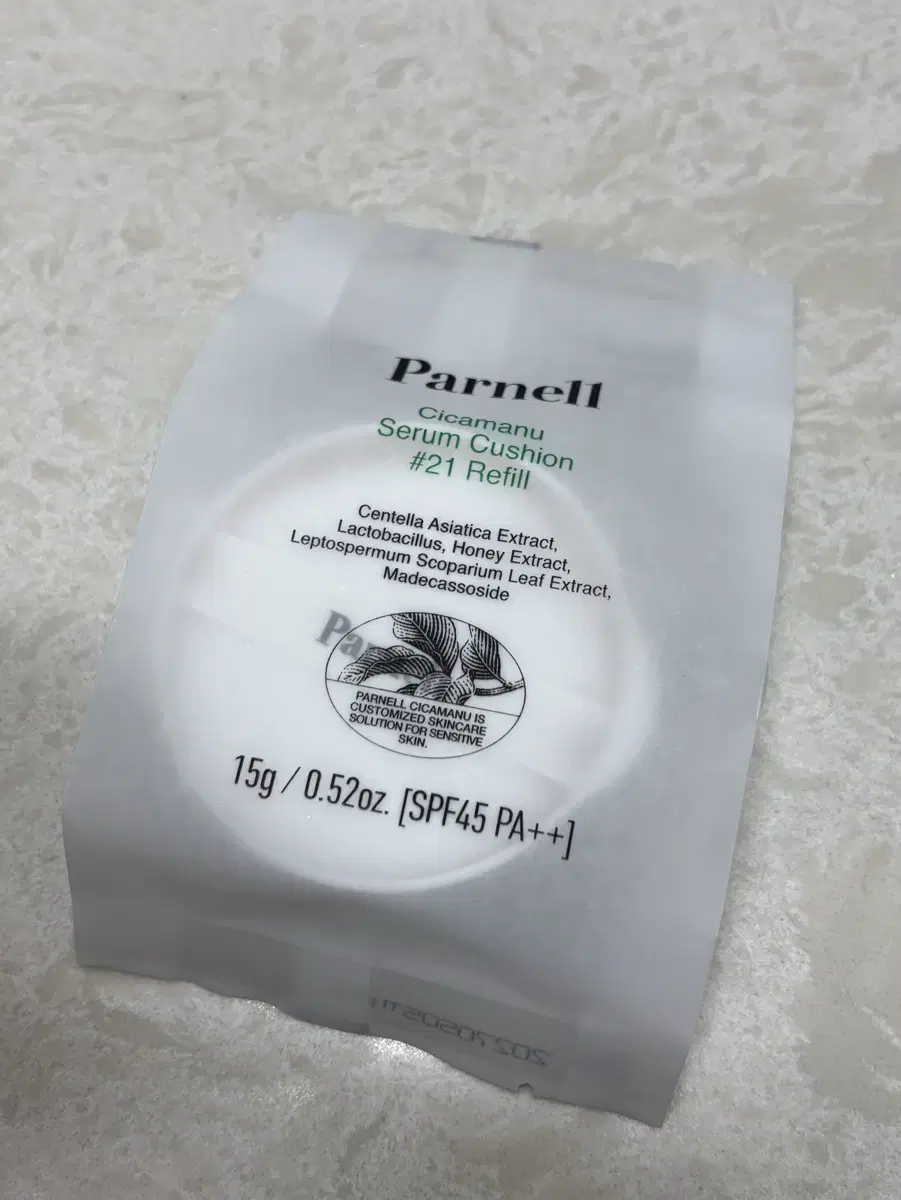 Parnell
Cicamanu
Serum Cushion
#21 Refill
Centella Asiatica Extract,
Lactobacillus, Honey Extract,
Leptospermum Scoparium Leaf Extract,
Madecassoside
PARNELL CICAMANU IS
CUSTOMIZED SKINCARE
SOLUTION FOR SENSITIVE
SKIN.
15g / 0.52oz. [SPF45 PA++]